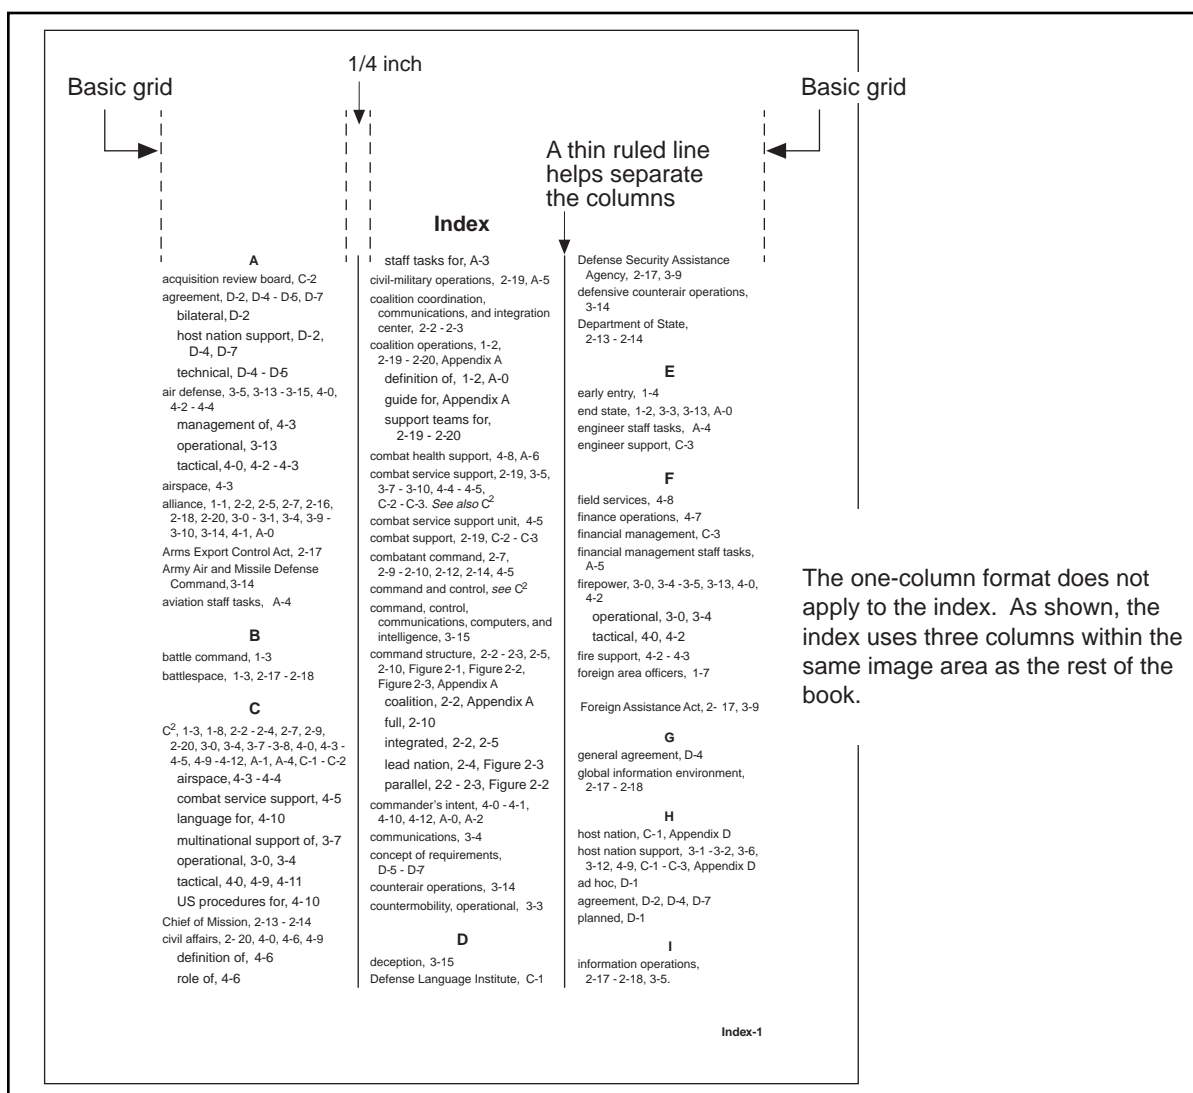 1/4 inch
Basic grid
Basic grid
A thin ruled line
helps separate
the columns
Index
A
acquisition review board, C-2
agreement, D-2, D-4 - D-5, D-7
bilateral, D-2
host nation support, D-2,
D-4, D-7
technical, D-4 - D-5
air defense, 3-5, 3-13 - 3-15, 4-0,
4-2 - 4-4
management of, 4-3
operational, 3-13
tactical, 4-0, 4-2 - 4-3
airspace, 4-3
alliance, 1-1, 2-2, 2-5, 2-7, 2-16,
2-18, 2-20, 3-0 - 3-1, 3-4, 3-9 -
3-10, 3-14, 4-1, A-0
Arms Export Control Act, 2-17
Army Air and Missile Defense
Command, 3-14
aviation staff tasks, A-4
B
battle command, 1-3
battlespace, 1-3, 2-17 - 2-18
C
C2, 1-3, 1-8, 2-2 - 2-4, 2-7, 2-9,
2-20, 3-0, 3-4, 3-7 - 3-8, 4-0, 4-3 -
4-5, 4-9 - 4-12, A-1, A-4, C-1 - C-2
airspace, 4-3 - 4-4
combat service support, 4-5
language for, 4-10
multinational support of, 3-7
operational, 3-0, 3-4
tactical, 4-0, 4-9, 4-11
US procedures for, 4-10
Chief of Mission, 2-13 - 2-14
civil affairs, 2-20, 4-0, 4-6, 4-9
definition of, 4-6
role of, 4-6
staff tasks for, A-3
civil-military operations, 2-19, A-5
coalition coordination,
communications, and integration
center, 2-2 - 2-3
coalition operations, 1-2,
2-19 - 2-20, Appendix A
definition of, 1-2, A-0
guide for, Appendix A
support teams for,
2-19 - 2-20
combat health support, 4-8, A-6
combat service support, 2-19, 3-5,
3-7 - 3-10, 4-4 - 4-5,
C-2 - C-3. See also C2
combat service support unit, 4-5
combat support, 2-19, C-2 - C-3
combatant command, 2-7,
2-9 - 2-10, 2-12, 2-14, 4-5
command and control, see C2
command, control,
communications, computers, and
intelligence, 3-15
command structure, 2-2 - 2-3, 2-5,
2-10, Figure 2-1, Figure 2-2,
Figure 2-3, Appendix A
coalition, 2-2, Appendix A
full, 2-10
integrated, 2-2, 2-5
lead nation, 2-4, Figure 2-3
parallel, 2-2 - 2-3, Figure 2-2
commander's intent, 4-0 - 4-1,
4-10, 4-12, A-0, A-2
communications, 3-4
concept of requirements,
D-5 - D-7
counterair operations, 3-14
countermobility, operational, 3-3
D
deception, 3-15
Defense Language Institute, C-1
Defense Security Assistance
Agency, 2-17, 3-9
defensive counterair operations,
3-14
Department of State,
2-13 - 2-14
E
early entry, 1-4
end state, 1-2, 3-3, 3-13, A-0
engineer staff tasks, A-4
engineer support, C-3
F
field services, 4-8
finance operations, 4-7
financial management, C-3
financial management staff tasks,
A-5
firepower, 3-0, 3-4 - 3-5, 3-13, 4-0,
4-2
operational, 3-0, 3-4
tactical, 4-0, 4-2
fire support, 4-2 - 4-3
foreign area officers, 1-7
Foreign Assistance Act, 2- 17, 3-9
G
general agreement, D-4
global information environment,
2-17 - 2-18
H
host nation, C-1, Appendix D
host nation support, 3-1 - 3-2, 3-6,
3-12, 4-9, C-1 - C-3, Appendix D
ad hoc, D-1
agreement, D-2, D-4, D-7
planned, D-1
I
information operations,
2-17 - 2-18, 3-5.
Index-1
The one-column format does not
apply to the index. As shown, the
index uses three columns within the
same image area as the rest of the
book.